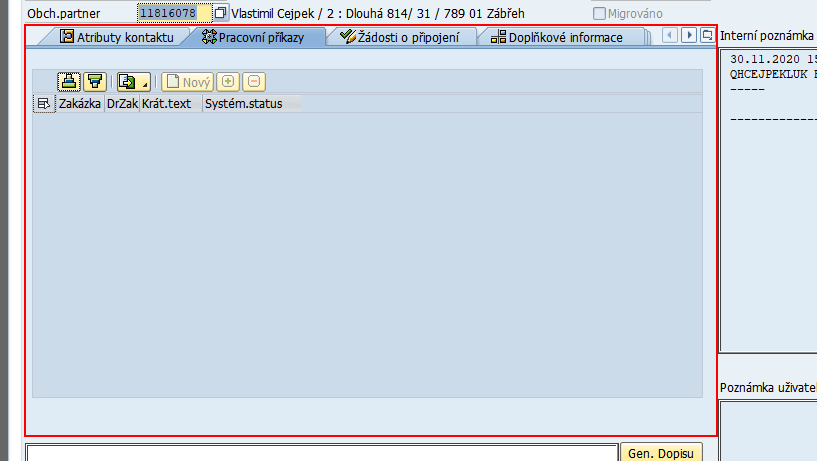 Obch.partner 11816078 Vlastimil Cejpek / 2 : Dlouhá 814/ 31 / 789 01 Zábřeh Migrováno
Atributy kontaktu Pracovní příkazy Žádosti o připojení Doplňkové informace
Interní poznámka
30.11.2020 15
QHCEJPEKLUK
-----
-------------
Nový
Zakázka DrZak Krát.text Systém.status
Poznámka uživatel
Gen. Dopisu